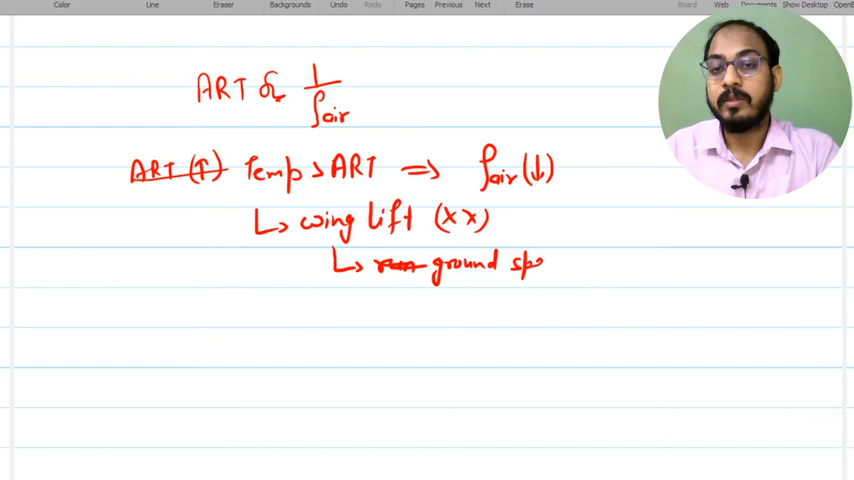 Color Line Eraser Backgrounds Undo Redo Pages Previous Next Erase Board Web Documents Show Desktop OpenB
ART ∝ 1/ρair
ART (↑) Temp > ART ⇒ ρair (↓)
↳ wing lift (××)
↳ ground sp